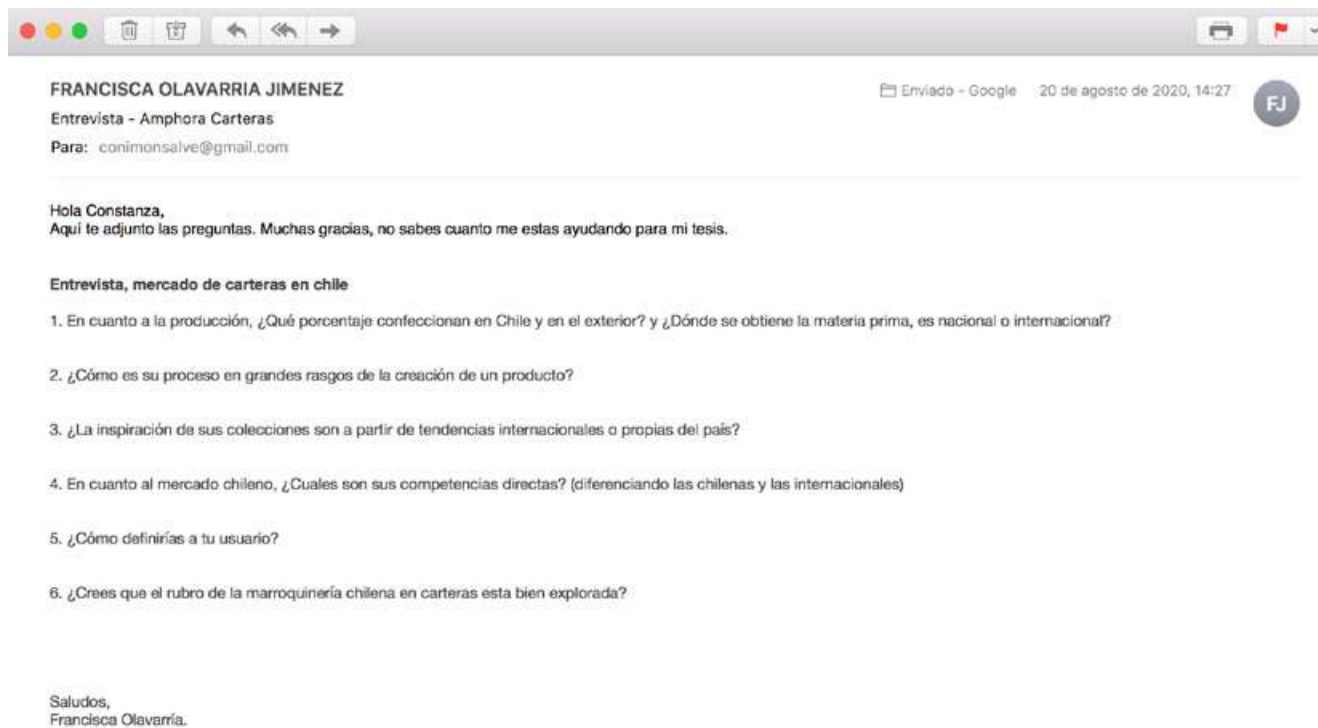 FRANCISCA OLAVARRIA JIMENEZ
Enviado - Google 20 de agosto de 2020, 14:27
FJ
Entrevista - Amphora Carteras
Para: conimonsalve@gmail.com
Hola Constanza,
Aquí te adjunto las preguntas. Muchas gracias, no sabes cuanto me estas ayudando para mi tesis.
Entrevista, mercado de carteras en chile
1. En cuanto a la producción, ¿Qué porcentaje confeccionan en Chile y en el exterior? y ¿Dónde se obtiene la materia prima, es nacional o internacional?
2. ¿Cómo es su proceso en grandes rasgos de la creación de un producto?
3. ¿La inspiración de sus colecciones son a partir de tendencias internacionales o propias del país?
4. En cuanto al mercado chileno, ¿Cuales son sus competencias directas? (diferenciando las chilenas y las internacionales)
5. ¿Cómo definirías a tu usuario?
6. ¿Crees que el rubro de la marroquinería chilena en carteras esta bien explorada?
Saludos,
Francisca Olavarría.